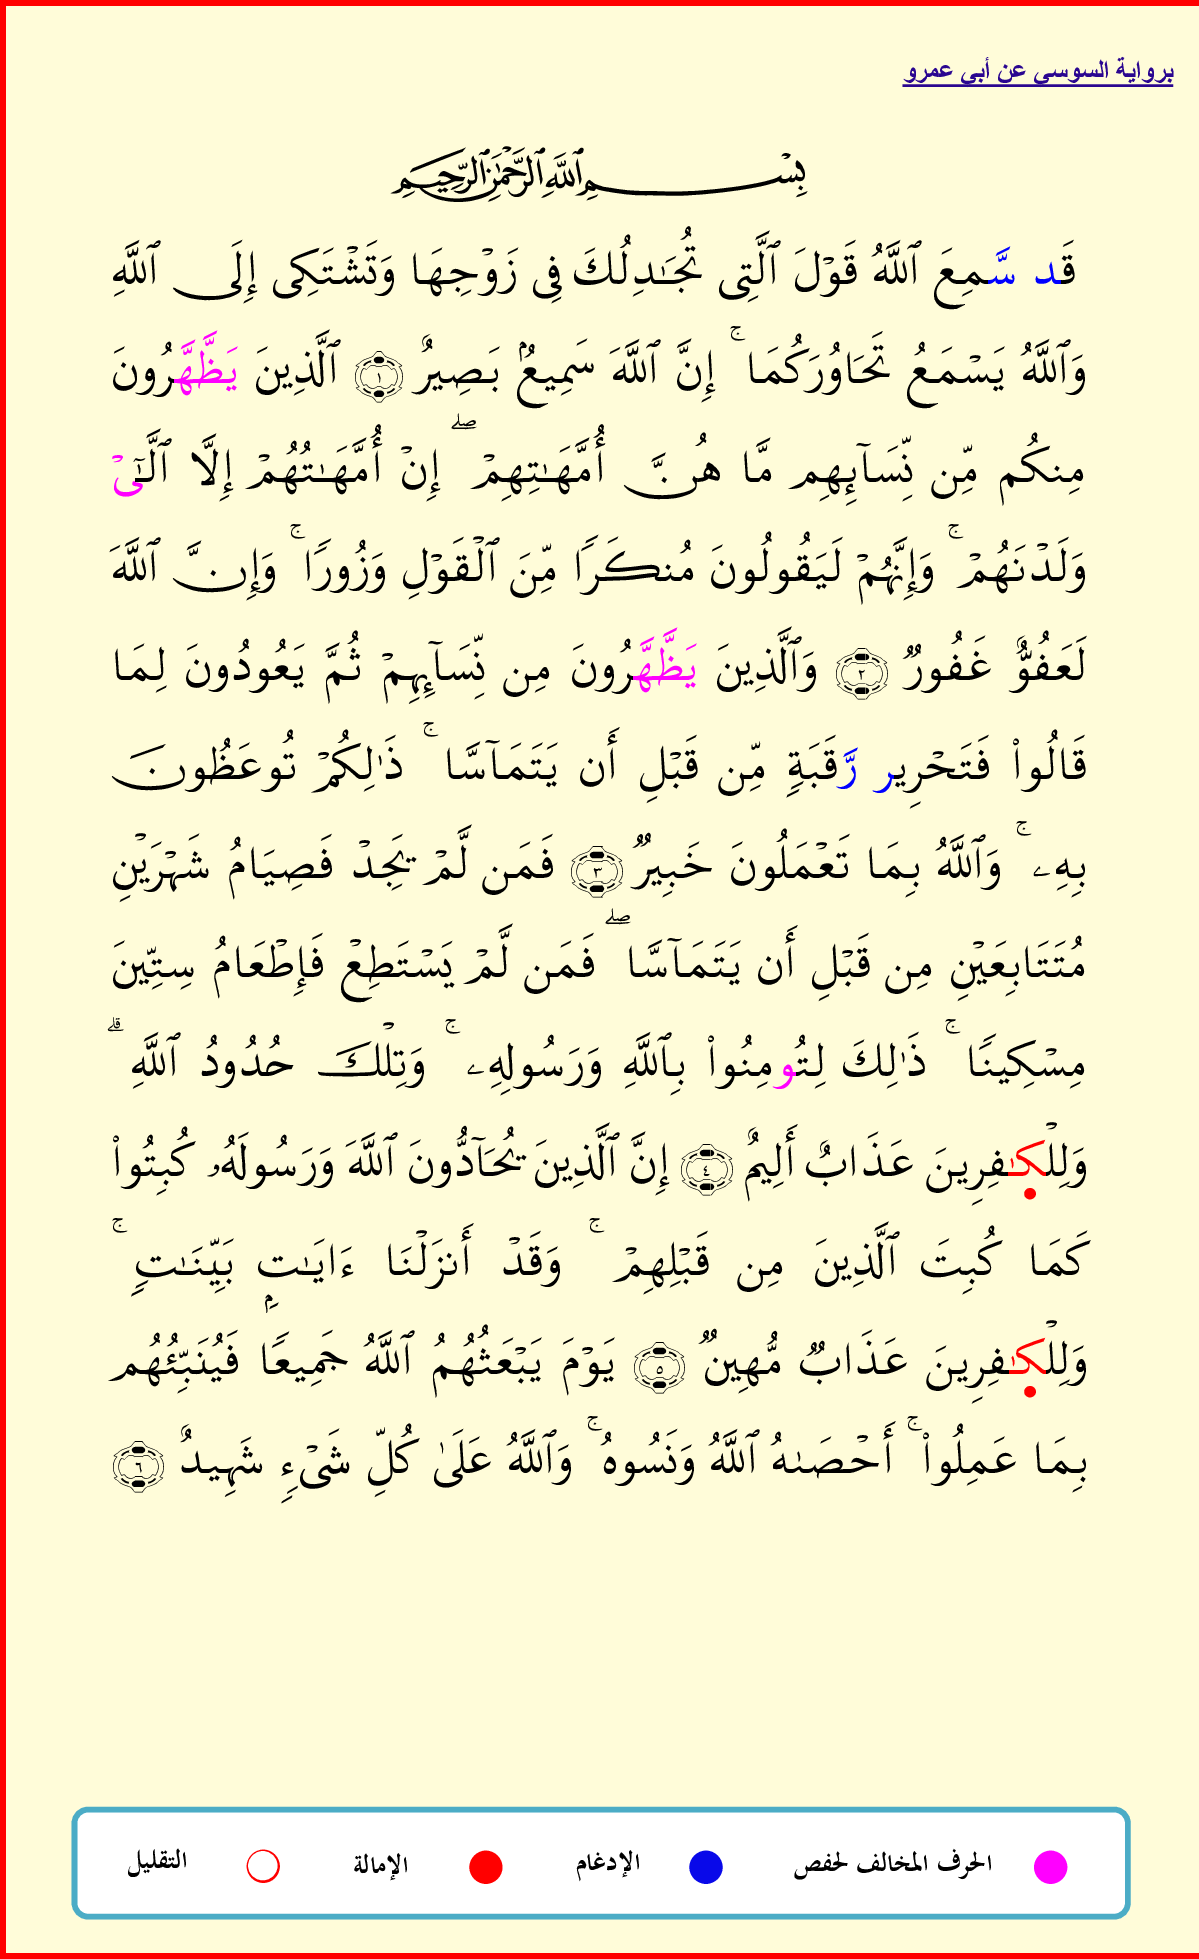 برواية السوسي عن أبي عمرو
بِسْمِ ٱللَّهِ ٱلرَّحْمَٰنِ ٱلرَّحِيمِ
قَد سَّمِعَ ٱللَّهُ قَوْلَ ٱلَّتِى تُجَـٰدِلُكَ فِى زَوْجِهَا وَتَشْتَكِى إِلَى ٱللَّهِ
وَٱللَّهُ يَسْمَعُ تَحَاوُرَكُمَا ۚ إِنَّ ٱللَّهَ سَمِيعٌۢ بَصِيرٌ ١ ٱلَّذِينَ يَظَّهَّرُونَ
مِنكُم مِّن نِّسَآئِهِم مَّا هُنَّ أُمَّهَـٰتِهِمْ ۖ إِنْ أُمَّهَـٰتُهُمْ إِلَّا ٱلَّـٰٓىْ
وَلَدْنَهُمْ ۚ وَإِنَّهُمْ لَيَقُولُونَ مُنكَرًا مِّنَ ٱلْقَوْلِ وَزُورًا ۚ وَإِنَّ ٱللَّهَ
لَعَفُوٌّ غَفُورٌ ٢ وَٱلَّذِينَ يَظَّهَّرُونَ مِن نِّسَآئِهِمْ ثُمَّ يَعُودُونَ لِمَا
قَالُوا۟ فَتَحْرِير رَّقَبَةٍ مِّن قَبْلِ أَن يَتَمَآسَّا ۚ ذَٰلِكُمْ تُوعَظُونَ
بِهِۦ ۚ وَٱللَّهُ بِمَا تَعْمَلُونَ خَبِيرٌ ٣ فَمَن لَّمْ يَجِدْ فَصِيَامُ شَهْرَيْنِ
مُتَتَابِعَيْنِ مِن قَبْلِ أَن يَتَمَآسَّا ۖ فَمَن لَّمْ يَسْتَطِعْ فَإِطْعَامُ سِتِّينَ
مِسْكِينًا ۚ ذَٰلِكَ لِتُومِنُوا۟ بِٱللَّهِ وَرَسُولِهِۦ ۚ وَتِلْكَ حُدُودُ ٱللَّهِ ۗ
وَلِلْكَـٰفِرِينَ عَذَابٌ أَلِيمٌ ٤ إِنَّ ٱلَّذِينَ يُحَآدُّونَ ٱللَّهَ وَرَسُولَهُۥ كُبِتُوا۟
كَمَا كُبِتَ ٱلَّذِينَ مِن قَبْلِهِمْ ۚ وَقَدْ أَنزَلْنَا ءَايَـٰتٍۭ بَيِّنَـٰتٍ ۚ
وَلِلْكَـٰفِرِينَ عَذَابٌ مُّهِينٌ ٥ يَوْمَ يَبْعَثُهُمُ ٱللَّهُ جَمِيعًا فَيُنَبِّئُهُم
بِمَا عَمِلُوا۟ ۚ أَحْصَىٰهُ ٱللَّهُ وَنَسُوهُ ۚ وَٱللَّهُ عَلَىٰ كُلِّ شَىْءٍ شَهِيدٌ ٦
الحرف المخالف لحفص الإدغام الإمالة التقليل